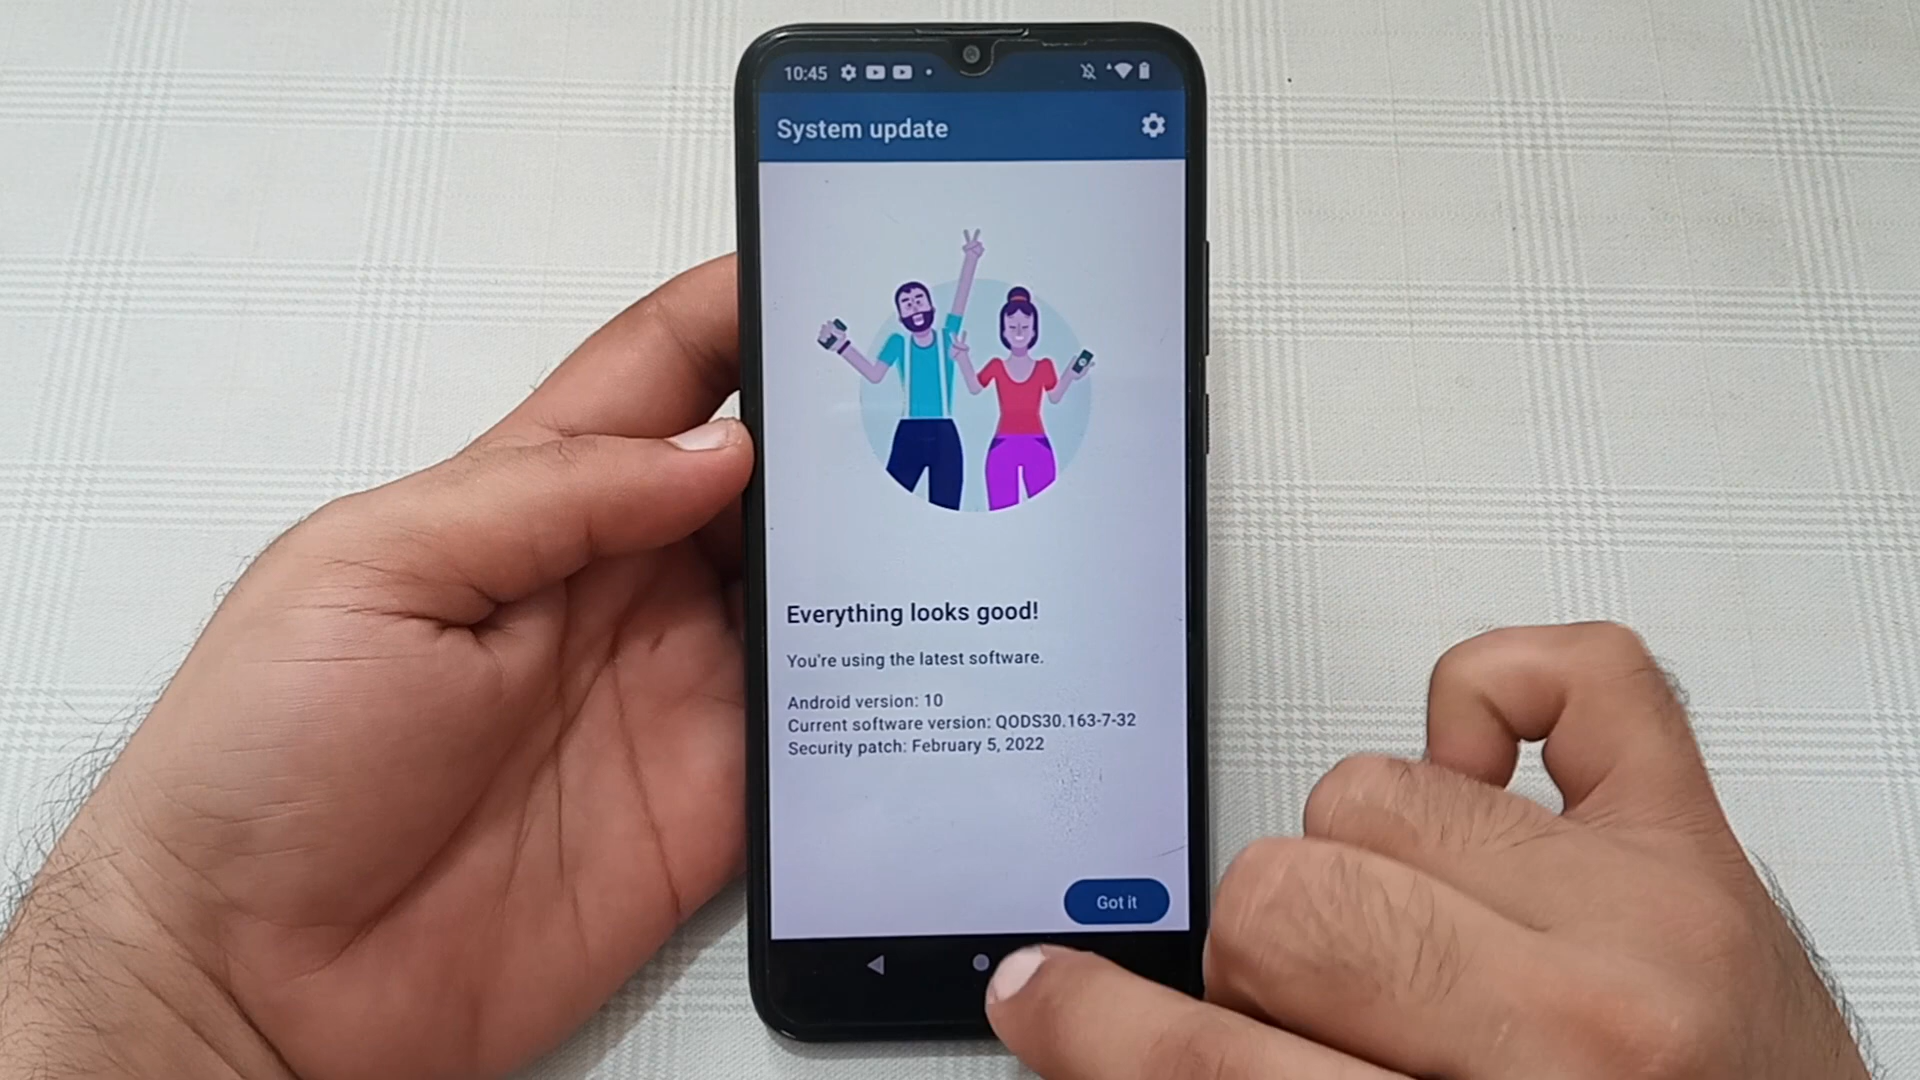 10:45
System update
Everything looks good!
You're using the latest software.
Android version: 10
Current software version: QODS30.163-7-32
Security patch: February 5, 2022
Got it